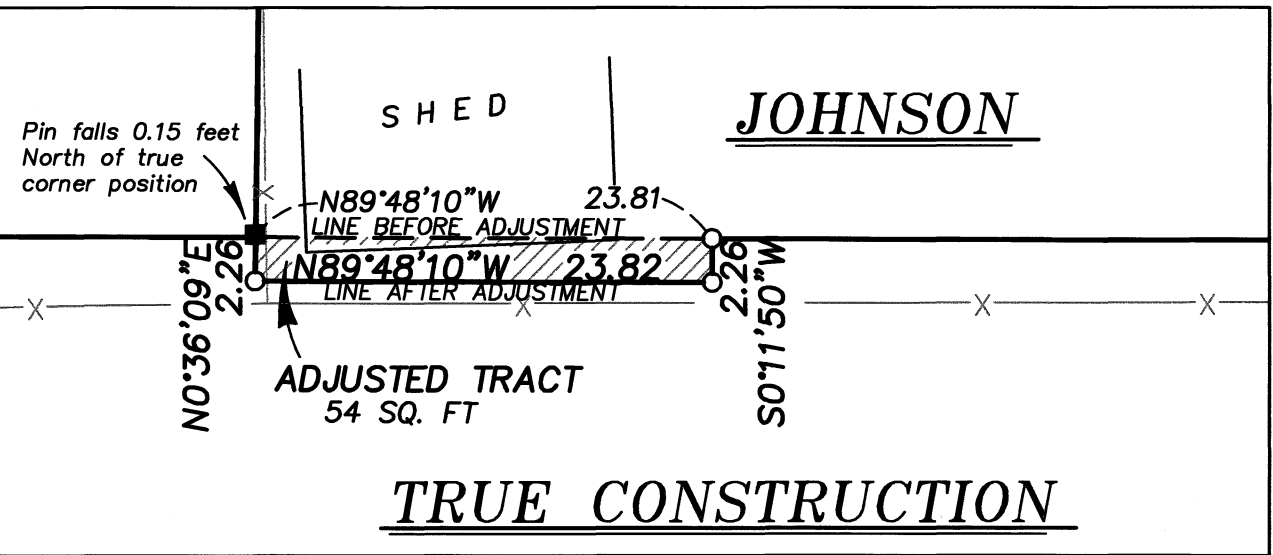 SHED
JOHNSON
Pin falls 0.15 feet
North of true
corner position
N89°48'10"W 23.81
LINE BEFORE ADJUSTMENT
N89°48'10"W 23.82
LINE AFTER ADJUSTMENT
N0°36'09"E
2.26
2.26
S0°11'50"W
ADJUSTED TRACT
54 SQ. FT
TRUE CONSTRUCTION